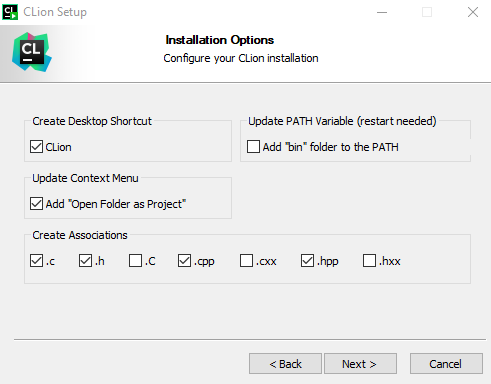 CLion Setup
CL
Installation Options
Configure your CLion installation
Create Desktop Shortcut
CLion
Update PATH Variable (restart needed)
Add "bin" folder to the PATH
Update Context Menu
Add "Open Folder as Project"
Create Associations
.c .h .C .cpp .cxx .hpp .hxx
< Back Next > Cancel